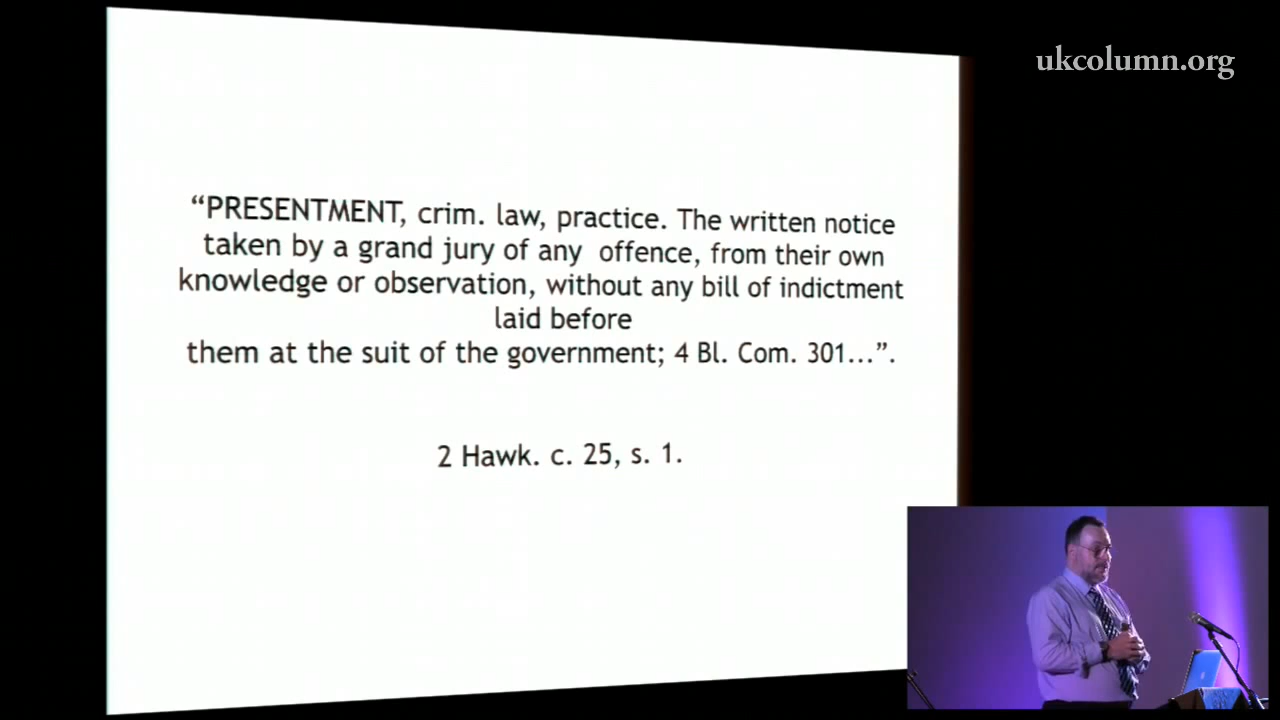 ukcolumn.org
“PRESENTMENT, crim. law, practice. The written notice
taken by a grand jury of any offence, from their own
knowledge or observation, without any bill of indictment
laid before
them at the suit of the government; 4 Bl. Com. 301...”.
2 Hawk. c. 25, s. 1.